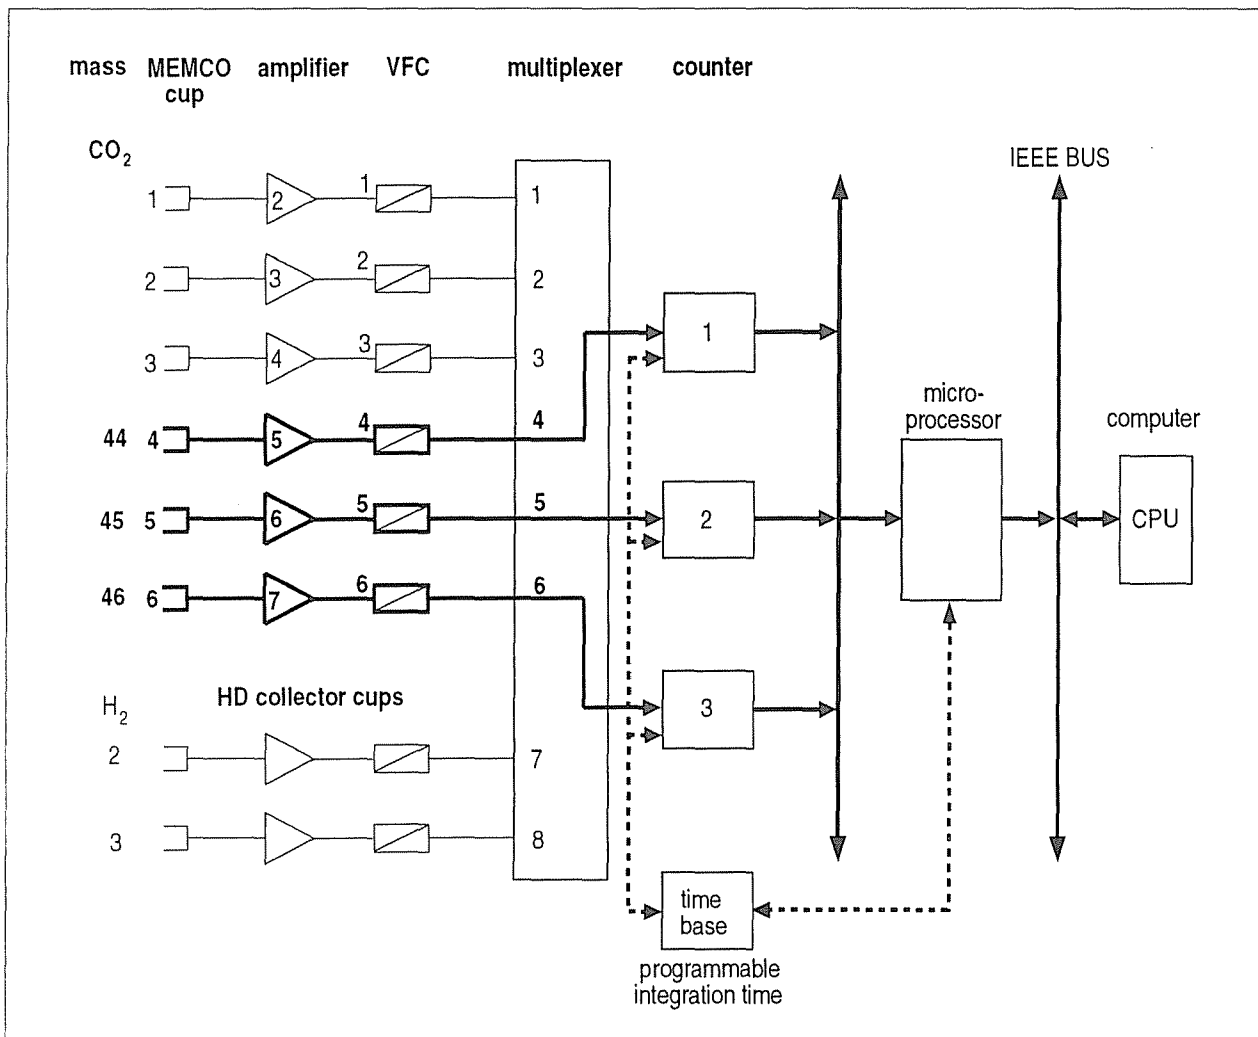 mass MEMCO cup amplifier VFC multiplexer counter
CO2
IEEE BUS
1 2 1 1
2 3 2 2
3 4 3 3
1
micro-
processor
computer
44 4 5 4 4
45 5 6 5 5
2
CPU
46 6 7 6 6
H2
HD collector cups
3
2 7
3 8
time
base
programmable
integration time